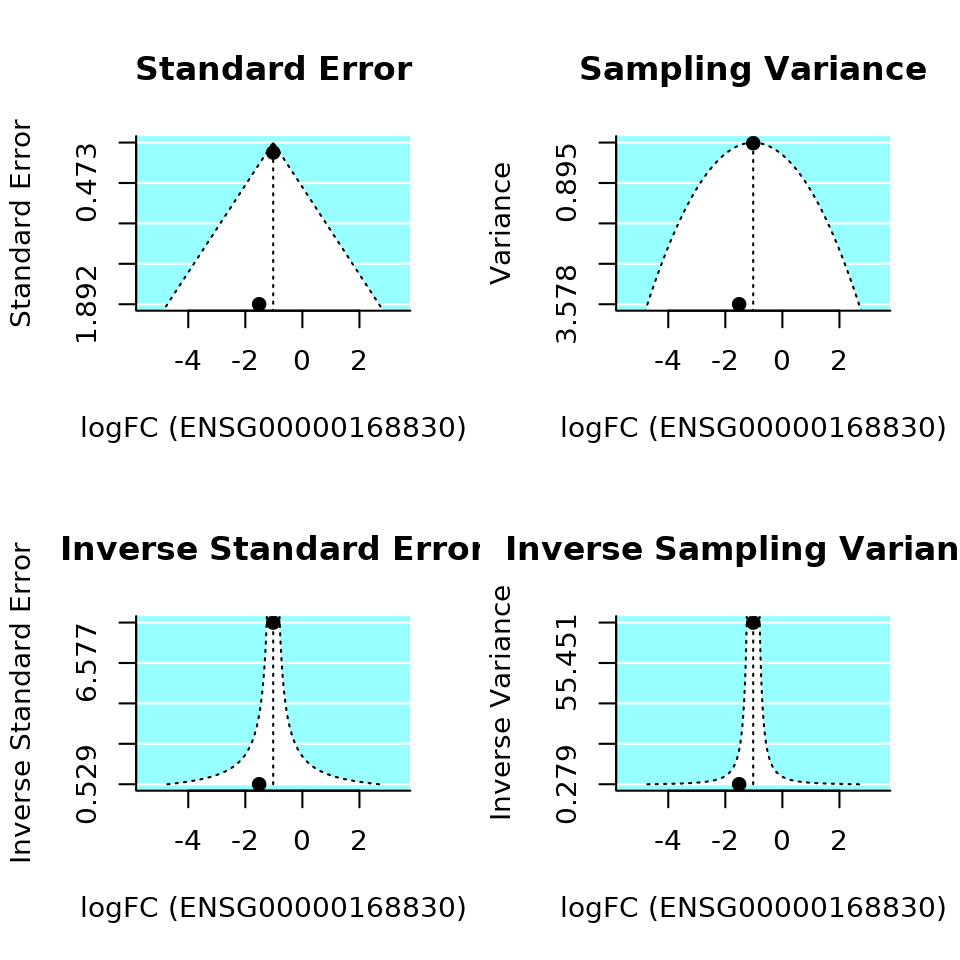 Standard Error
Standard Error
0.473
1.892
-4 -2 0 2
logFC (ENSG00000168830)
Sampling Variance
Variance
0.895
3.578
-4 -2 0 2
logFC (ENSG00000168830)
Inverse Standard Error
Inverse Standard Error
6.577
0.529
-4 -2 0 2
logFC (ENSG00000168830)
Inverse Sampling Varian
Inverse Variance
55.451
0.279
-4 -2 0 2
logFC (ENSG00000168830)